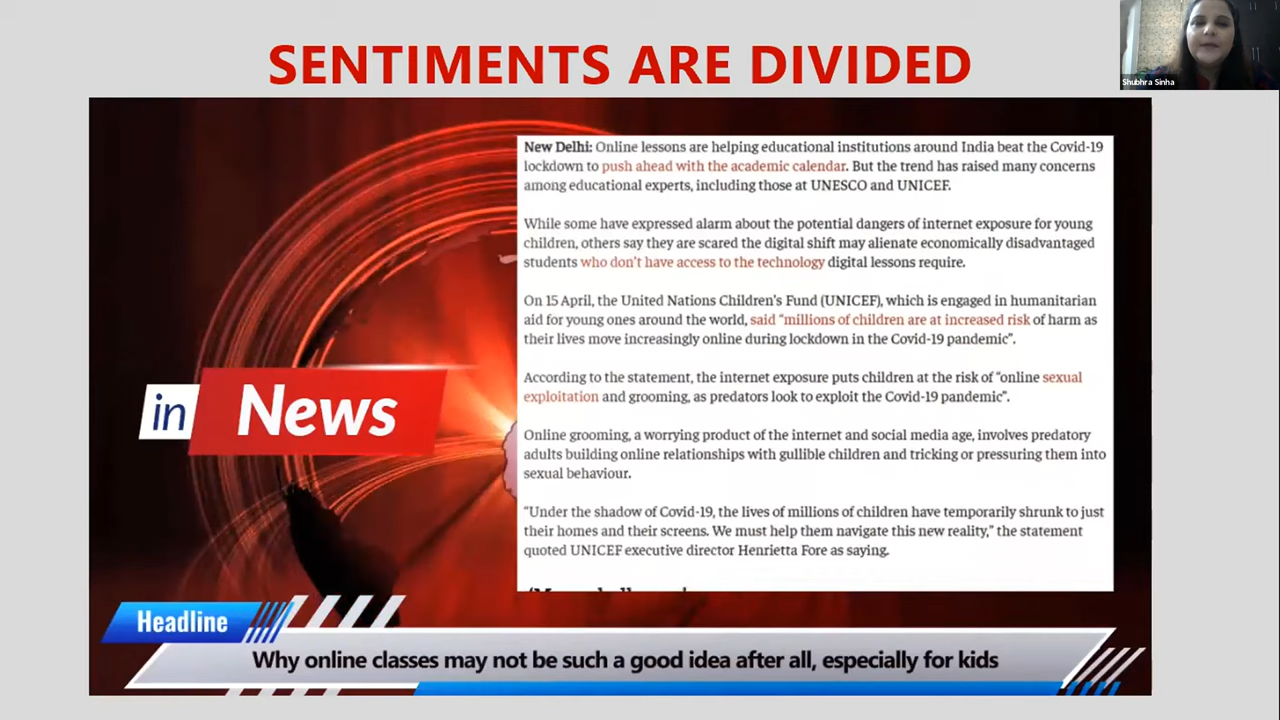 SENTIMENTS ARE DIVIDED
Shubhra Sinha
New Delhi: Online lessons are helping educational institutions around India beat the Covid-19
lockdown to push ahead with the academic calendar. But the trend has raised many concerns
among educational experts, including those at UNESCO and UNICEF.
While some have expressed alarm about the potential dangers of internet exposure for young
children, others say they are scared the digital shift may alienate economically disadvantaged
students who don't have access to the technology digital lessons require.
On 15 April, the United Nations Children's Fund (UNICEF), which is engaged in humanitarian
aid for young ones around the world, said "millions of children are at increased risk of harm as
their lives move increasingly online during lockdown in the Covid-19 pandemic".
According to the statement, the internet exposure puts children at the risk of "online sexual
exploitation and grooming, as predators look to exploit the Covid-19 pandemic".
Online grooming, a worrying product of the internet and social media age, involves predatory
adults building online relationships with gullible children and tricking or pressuring them into
sexual behaviour.
"Under the shadow of Covid-19, the lives of millions of children have temporarily shrunk to just
their homes and their screens. We must help them navigate this new reality," the statement
quoted UNICEF executive director Henrietta Fore as saying.
in News
Headline
Why online classes may not be such a good idea after all, especially for kids